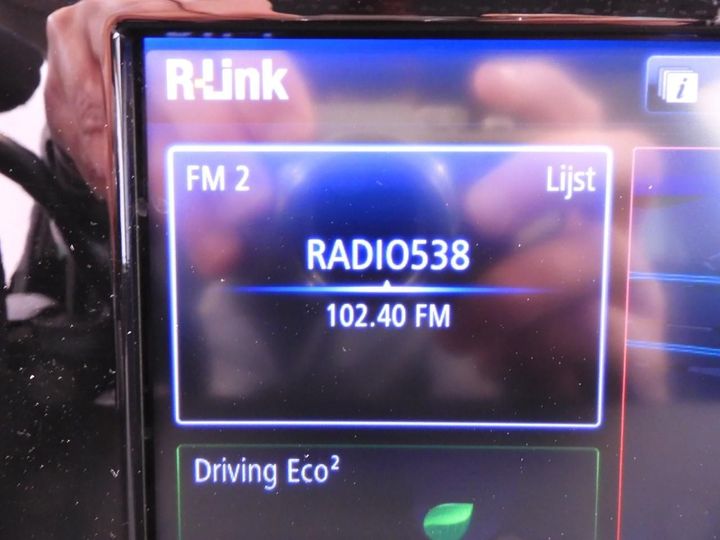 R-Link
FM 2
Lijst
RADIO538
102.40 FM
Driving Eco²